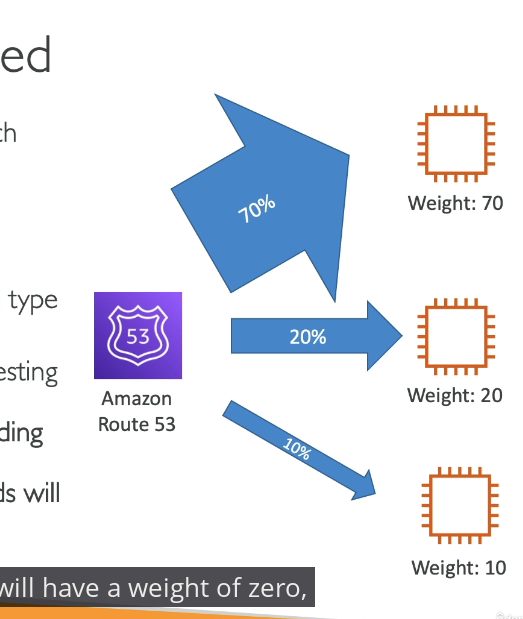 ed
ch
type
esting
ding
ds will
53
Amazon
Route 53
70%
20%
10%
Weight: 70
Weight: 20
Weight: 10
will have a weight of zero,